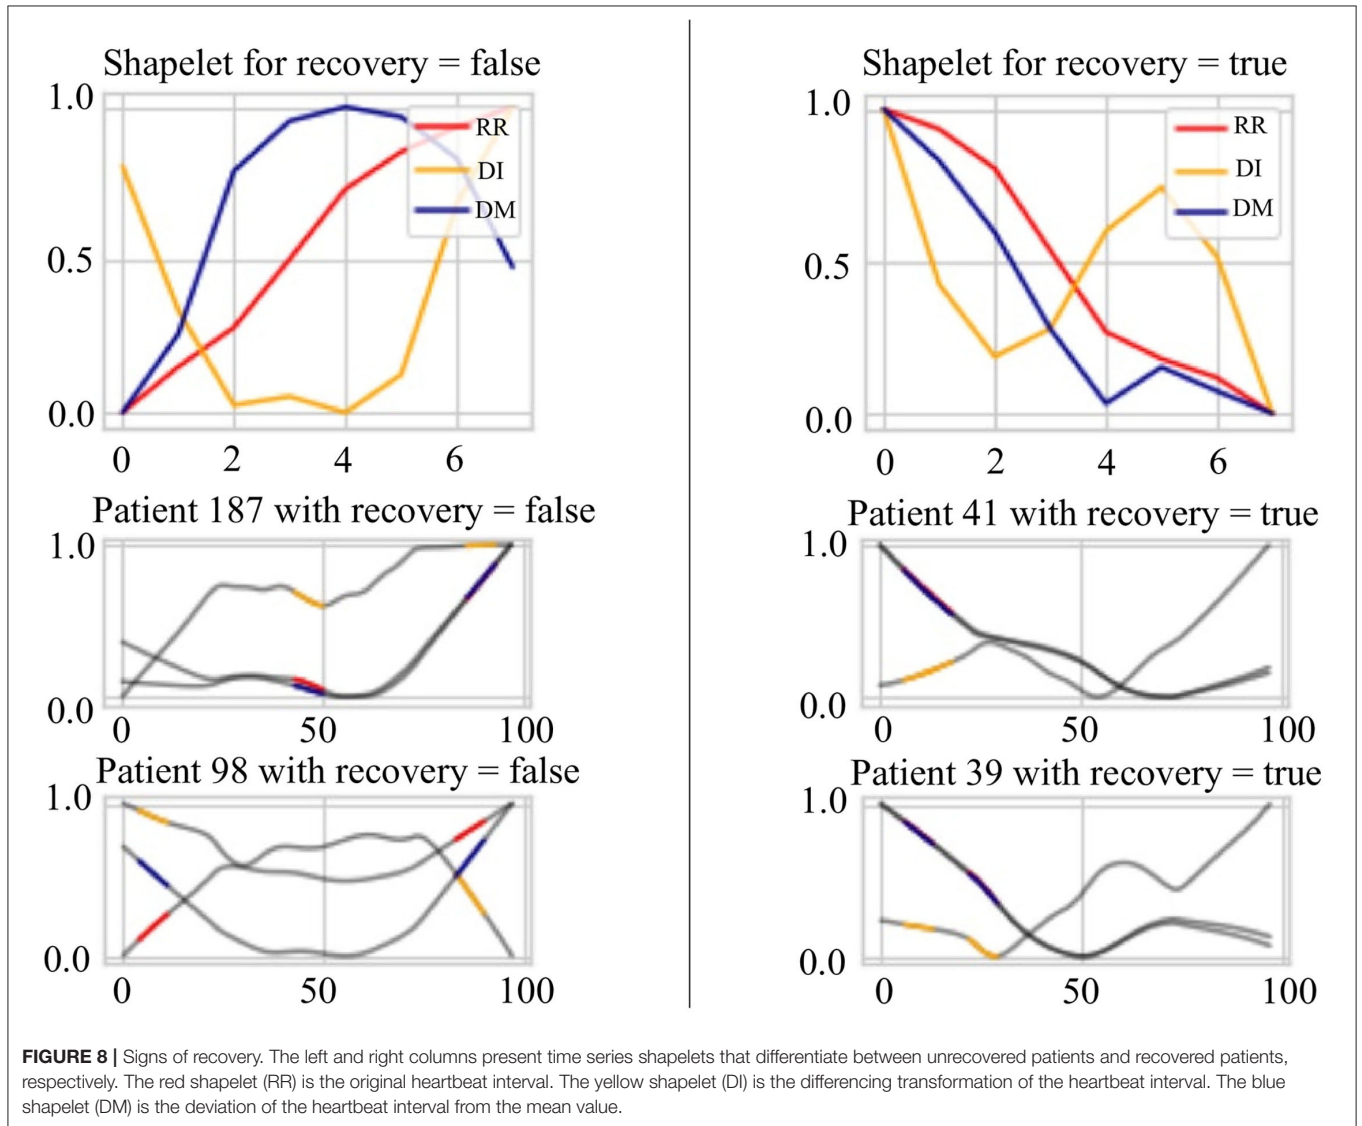 Shapelet for recovery = false
1.0
RR
DI
DM
0.5
0.0
0 2 4 6
Patient 187 with recovery = false
1.0
0.0
0 50 100
Patient 98 with recovery = false
1.0
0.0
0 50 100
Shapelet for recovery = true
1.0
RR
DI
DM
0.5
0.0
0 2 4 6
Patient 41 with recovery = true
1.0
0.0
0 50 100
Patient 39 with recovery = true
1.0
0.0
0 50 100
FIGURE 8 | Signs of recovery. The left and right columns present time series shapelets that differentiate between unrecovered patients and recovered patients,
respectively. The red shapelet (RR) is the original heartbeat interval. The yellow shapelet (DI) is the differencing transformation of the heartbeat interval. The blue
shapelet (DM) is the deviation of the heartbeat interval from the mean value.